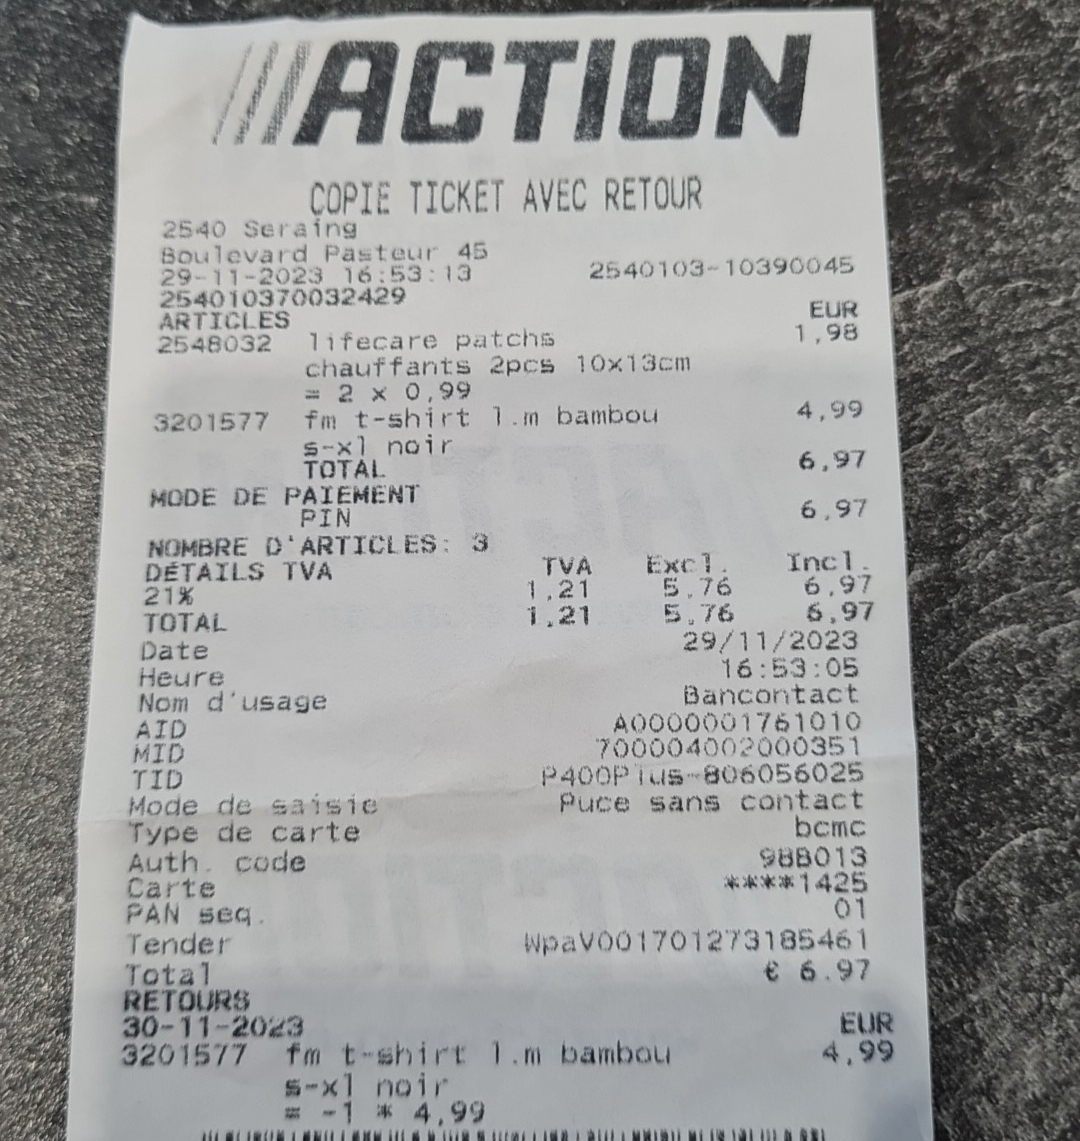 ACTION
COPIE TICKET AVEC RETOUR
2540 Seraing
Boulevard Pasteur 45
29-11-2023 16:53:13 2540103-10390045
254010370032429
ARTICLES EUR
2548032 lifecare patchs 1,98
chauffants 2pcs 10x13cm
= 2 x 0,99
3201577 fm t-shirt l.m bambou 4,99
s-xl noir
TOTAL 6,97
MODE DE PAIEMENT
PIN 6,97
NOMBRE D'ARTICLES: 3
DÉTAILS TVA TVA Excl. Incl.
21% 1,21 5,76 6,97
TOTAL 1,21 5,76 6,97
Date 29/11/2023
Heure 16:53:05
Nom d'usage Bancontact
AID A0000001761010
MID 700004002000351
TID P400Plus-806056025
Mode de saisie Puce sans contact
Type de carte bcmc
Auth. code 98B013
Carte ****1425
PAN seq. 01
Tender WpaV001701273185461
Total € 6.97
RETOURS
30-11-2023 EUR
3201577 fm t-shirt l.m bambou 4,99
s-xl noir
= -1 * 4,99